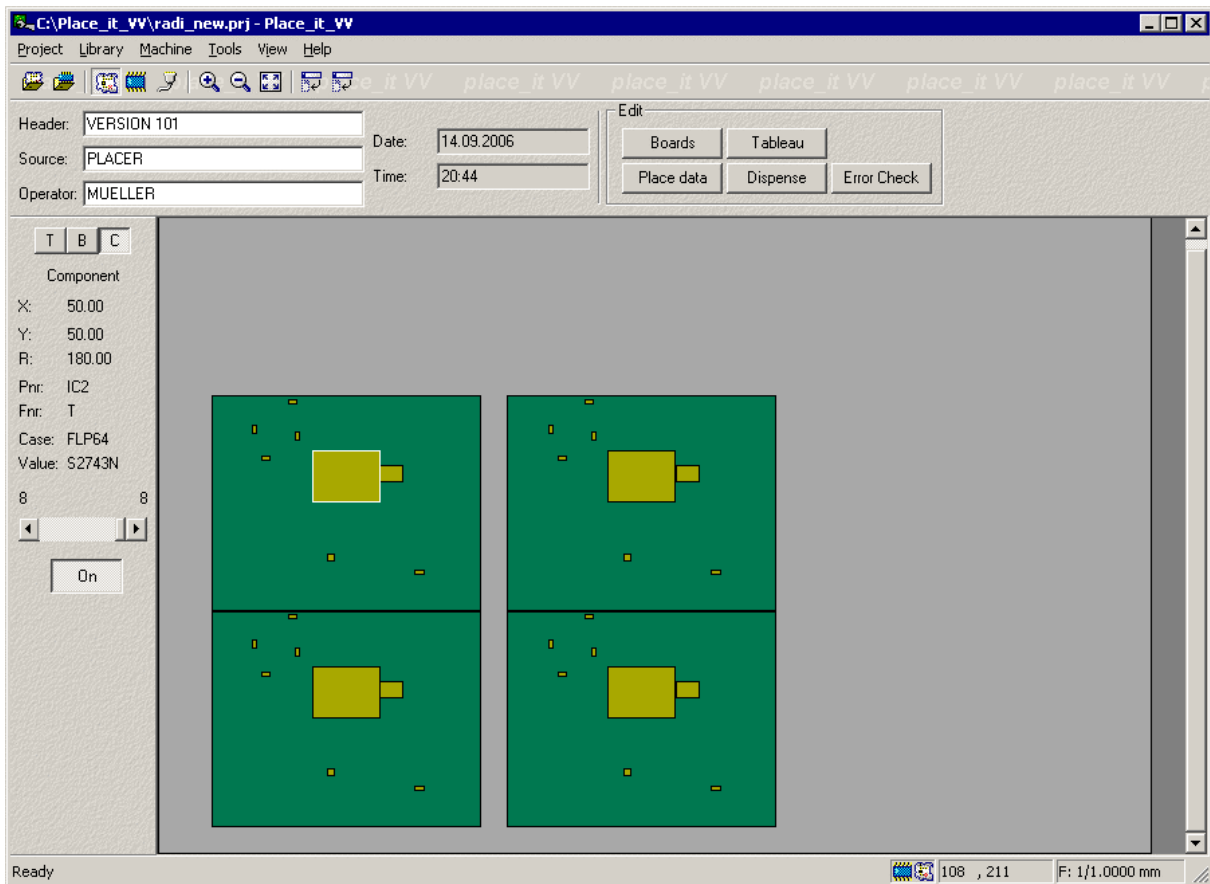 C:\Place_it_VV\radi_new.prj - Place_it_VV
Project Library Machine Tools View Help
ce_it VV place_it VV place_it VV place_it VV place_it VV p
Header: VERSION 101
Source: PLACER
Operator: MUELLER
Date: 14.09.2006
Time: 20:44
Edit
Boards Tableau
Place data Dispense Error Check
T B C
Component
X: 50.00
Y: 50.00
R: 180.00
Pnr: IC2
Fnr: T
Case: FLP64
Value: S2743N
8 8
On
Ready 108 , 211 F: 1/1.0000 mm